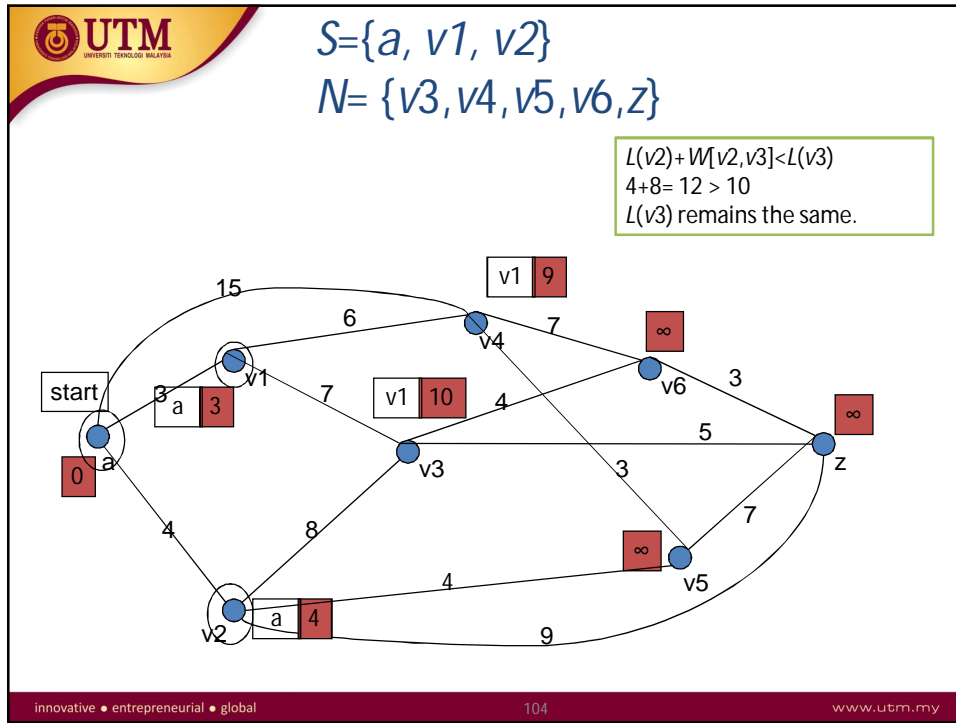 UTM
UNIVERSITI TEKNOLOGI MALAYSIA
S={a, v1, v2}
N= {v3,v4,v5,v6,z}
L(v2)+W[v2,v3]<L(v3)
4+8= 12 > 10
L(v3) remains the same.
v1 9
15
6
v4
7
∞
v6
3
start
3
v1
a 3
7
v1 10
4
∞
5
z
a
0
v3
3
7
4
8
∞
v5
4
v2
a 4
9
innovative ● entrepreneurial ● global
104
www.utm.my